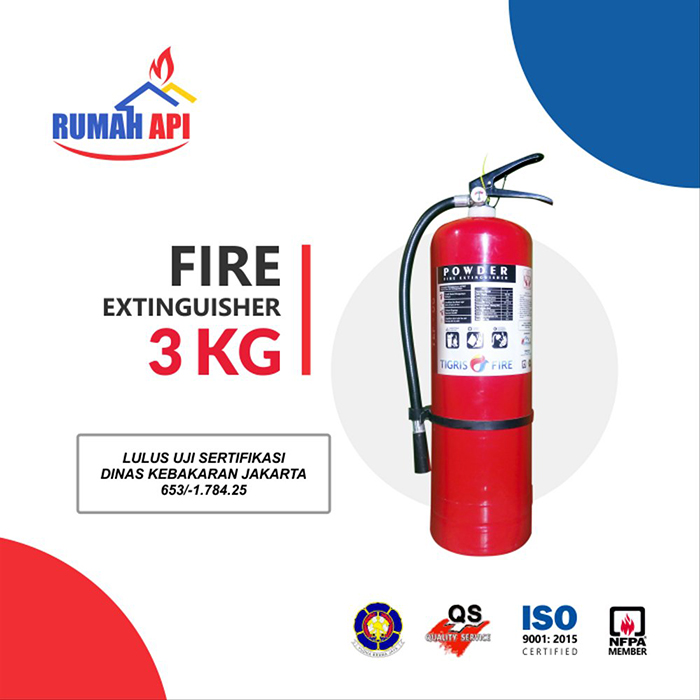 RUMAH API
FIRE
EXTINGUISHER
3 KG
LULUS UJI SERTIFIKASI
DINAS KEBAKARAN JAKARTA
653/-1.784.25
POWDER
FIRE EXTINGUISHER
TIGRIS FIRE
QS
QUALITY SERVICE
ISO
9001: 2015
CERTIFIED
NFPA
MEMBER